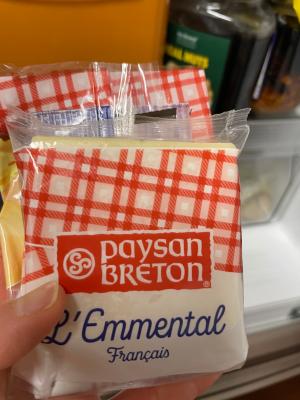 paysan
BRETON®
L'Emmental
Français